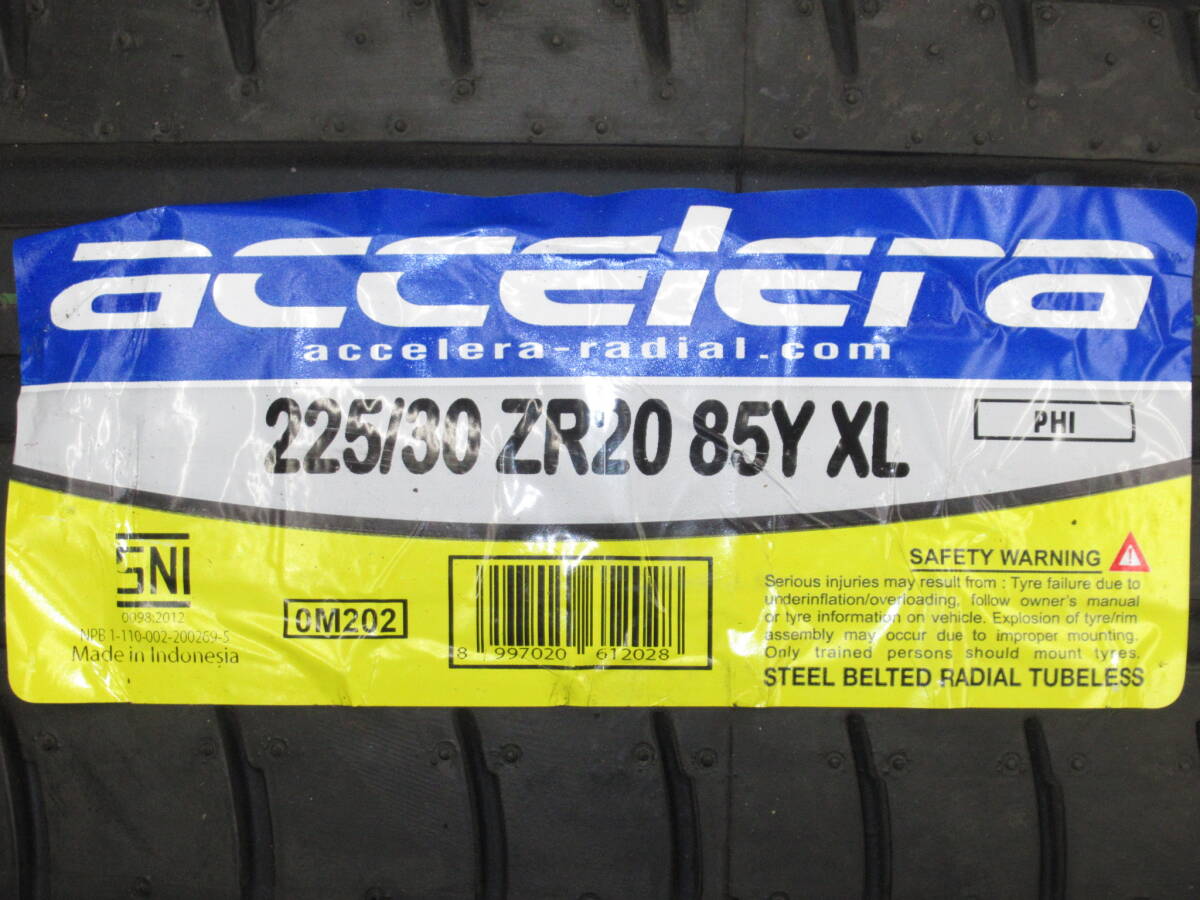 accelera
accelera-radial.com
225/30 ZR20 85Y XL
PHI
SNI
0098:2012
NPB 1-110-002-200269-5
Made in Indonesia
0M202
8 997020 612028
SAFETY WARNING
Serious injuries may result from : Tyre failure due to
underinflation/overloading, follow owner's manual
or tyre information on vehicle. Explosion of tyre/rim
assembly may occur due to improper mounting.
Only trained persons should mount tyres.
STEEL BELTED RADIAL TUBELESS